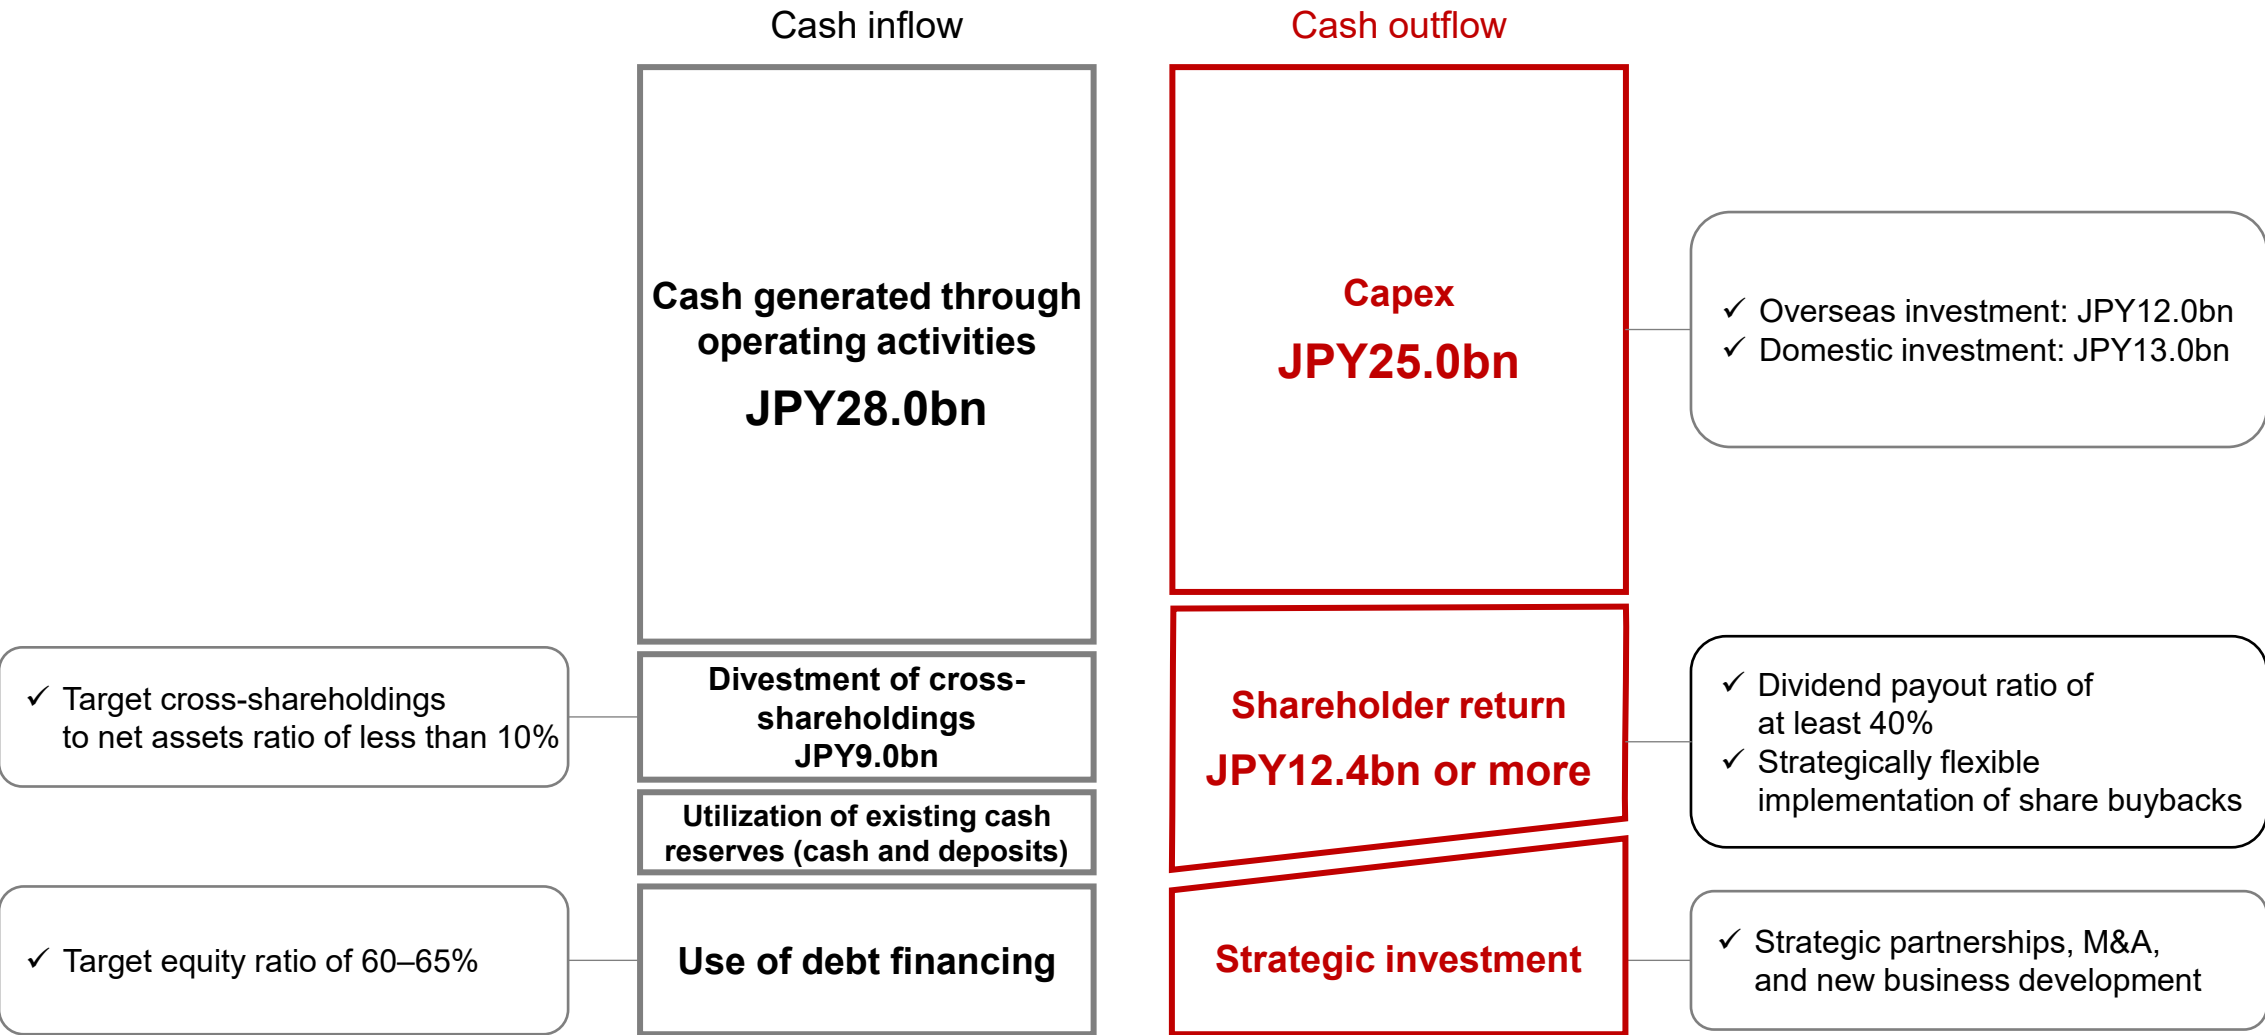 Cash inflow
Cash outflow
Cash generated through
operating activities
JPY28.0bn
Capex
JPY25.0bn
✓ Overseas investment: JPY12.0bn
✓ Domestic investment: JPY13.0bn
✓ Target cross-shareholdings
to net assets ratio of less than 10%
Divestment of cross-
shareholdings
JPY9.0bn
Shareholder return
JPY12.4bn or more
✓ Dividend payout ratio of
at least 40%
✓ Strategically flexible
implementation of share buybacks
Utilization of existing cash
reserves (cash and deposits)
✓ Target equity ratio of 60–65%
Use of debt financing
Strategic investment
✓ Strategic partnerships, M&A,
and new business development